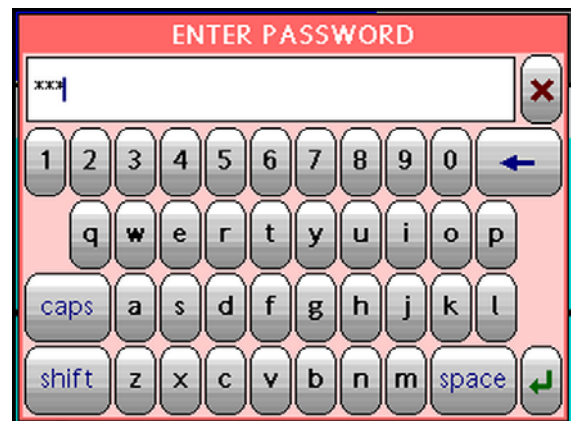 ENTER PASSWORD
***
1 2 3 4 5 6 7 8 9 0
q w e r t y u i o p
caps a s d f g h j k l
shift z x c v b n m space